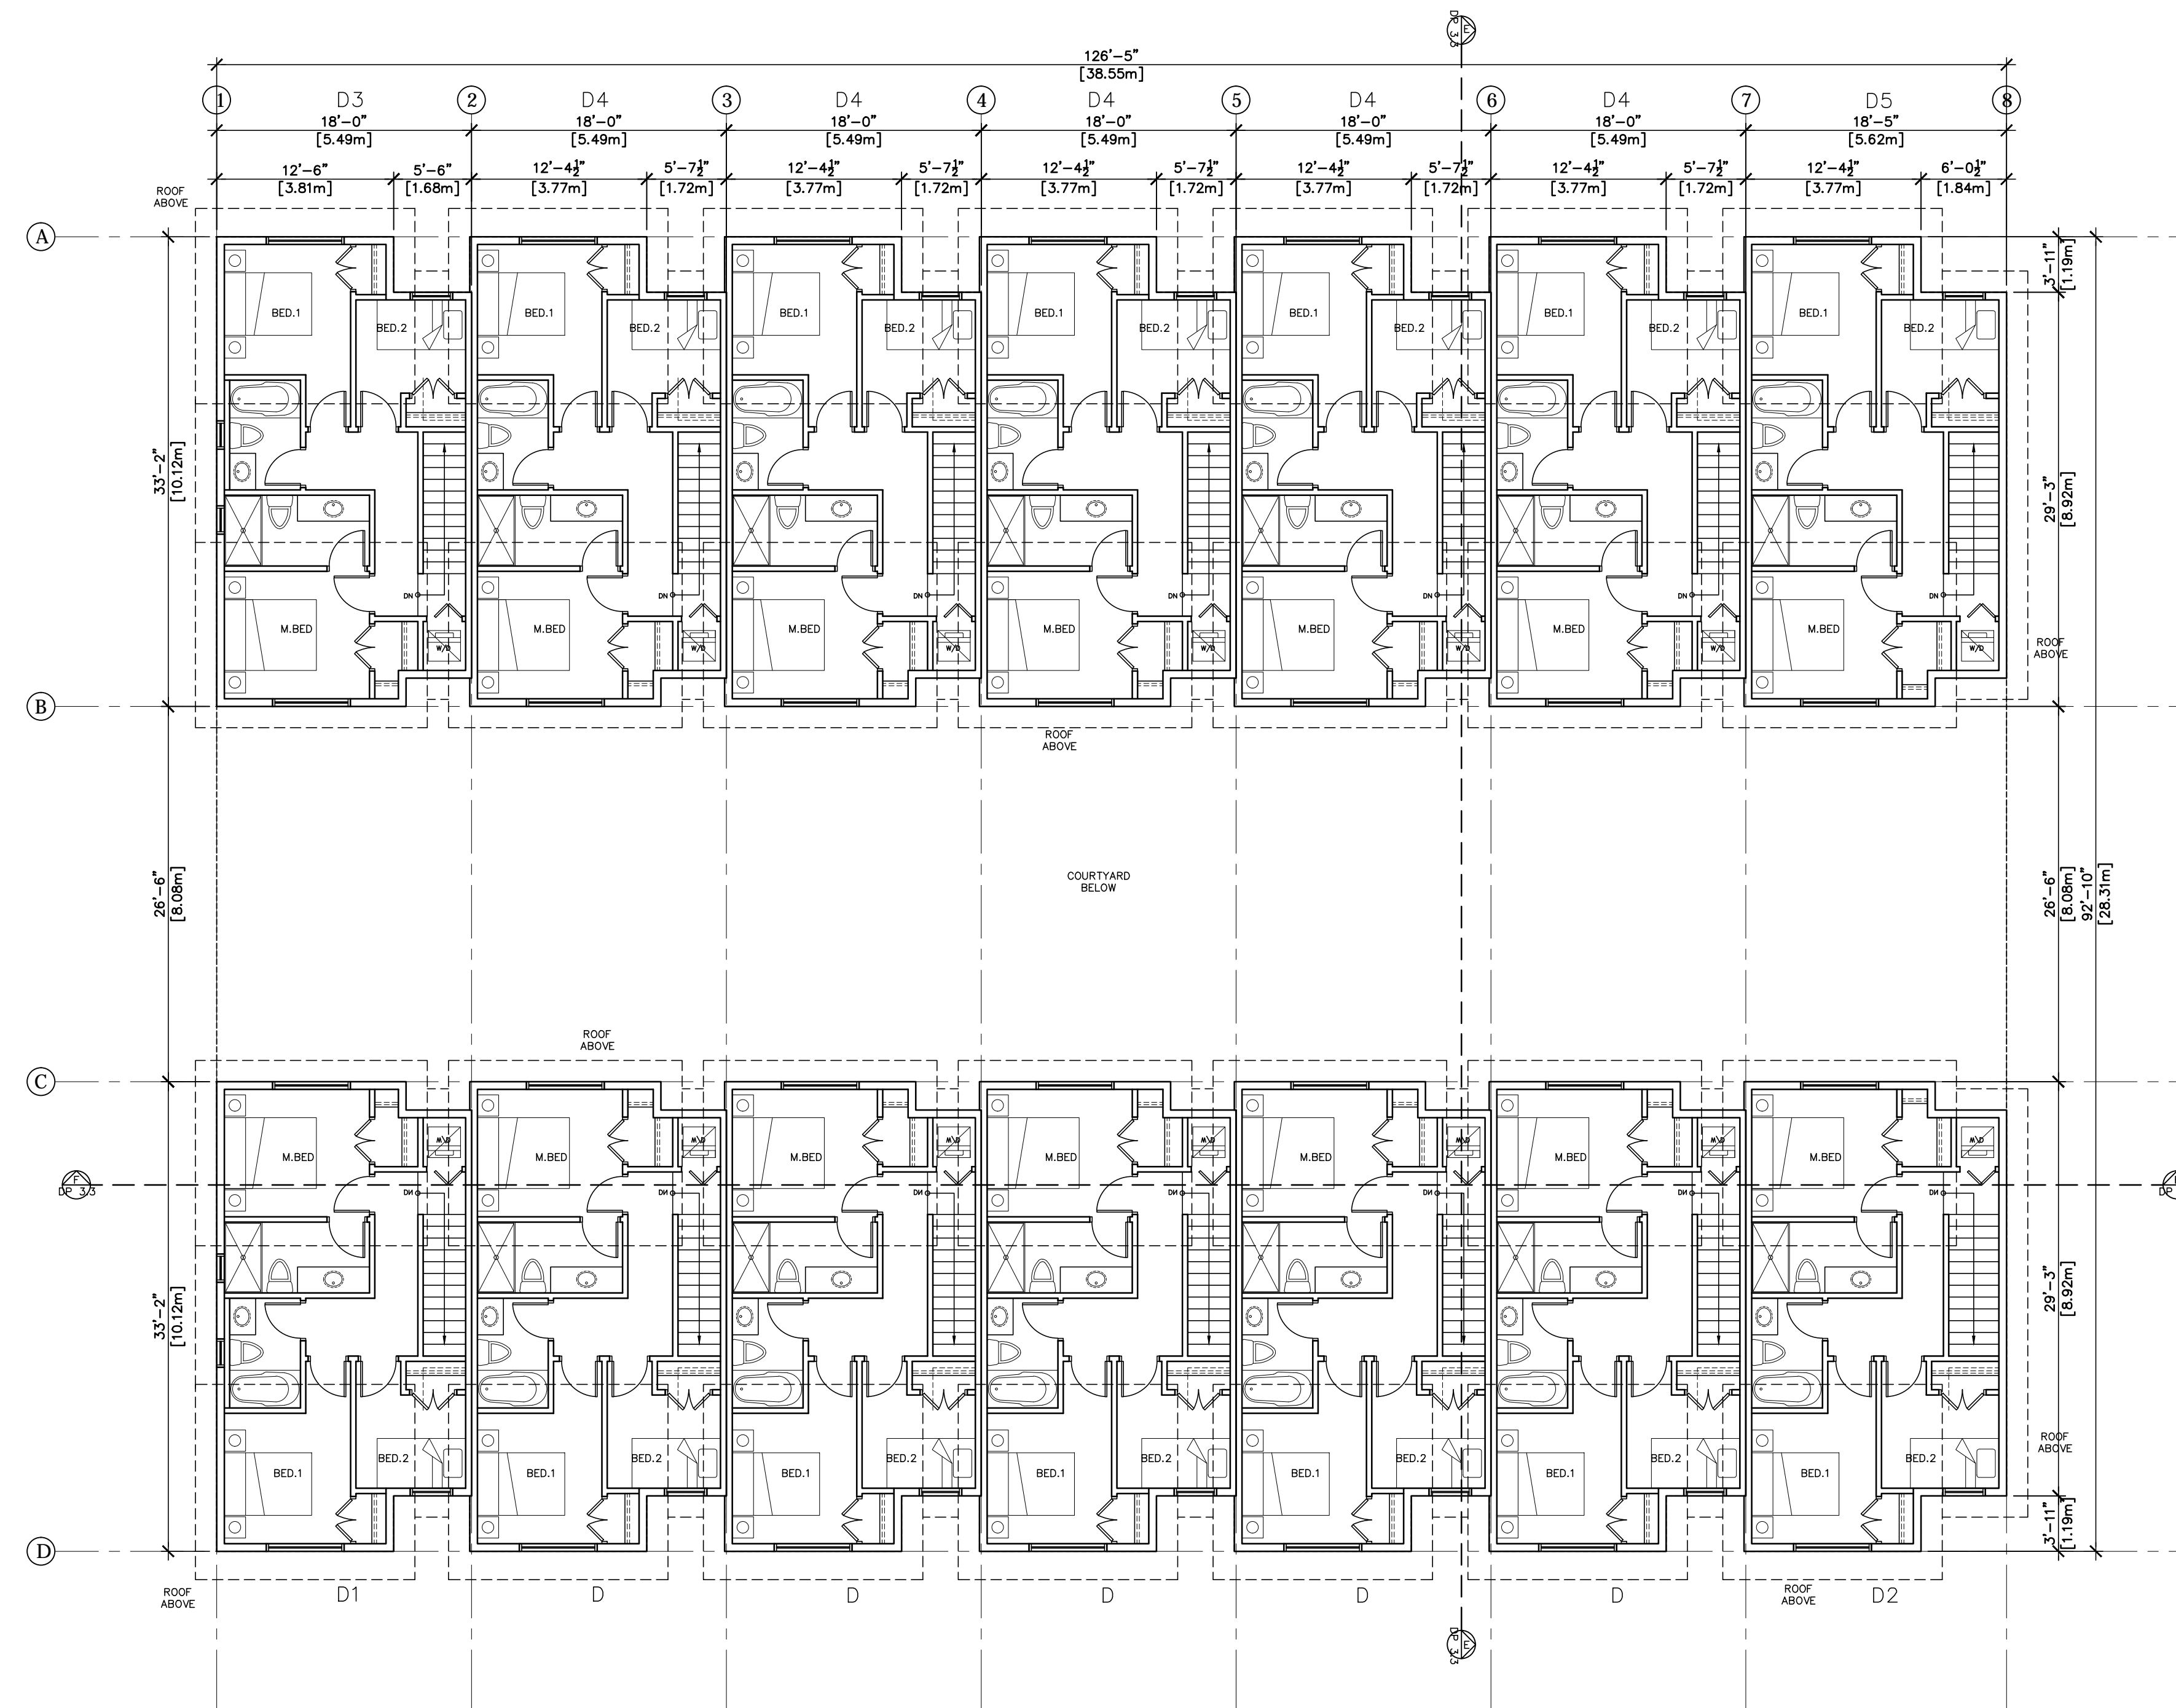 DP 3.3
E
126'-5"
[38.55m]
1 D3 2 D4 3 D4 4 D4 5 D4 6 D4 7 D5 8
18'-0" 18'-0" 18'-0" 18'-0" 18'-0" 18'-0" 18'-5"
[5.49m] [5.49m] [5.49m] [5.49m] [5.49m] [5.49m] [5.62m]
12'-6" 5'-6" 12'-4½" 5'-7½" 12'-4½" 5'-7½" 12'-4½" 5'-7½" 12'-4½" 5'-7½" 12'-4½" 5'-7½" 12'-4½" 6'-0½"
[3.81m] [1.68m] [3.77m] [1.72m] [3.77m] [1.72m] [3.77m] [1.72m] [3.77m] [1.72m] [3.77m] [1.72m] [3.77m] [1.84m]
ROOF
ABOVE
A
3'-11"
[1.19m]
BED.1 BED.1 BED.1 BED.1 BED.1 BED.1 BED.1
BED.2 BED.2 BED.2 BED.2 BED.2 BED.2 BED.2
33'-2"
[10.12m]
29'-3"
[8.92m]
DN DN DN DN DN DN DN
M.BED M.BED M.BED M.BED M.BED M.BED M.BED
W/D W/D W/D W/D W/D W/D W/D
ROOF
ABOVE
B
ROOF
ABOVE
COURTYARD
BELOW
26'-6"
[8.08m]
26'-6"
[8.08m]
92'-10"
[28.31m]
ROOF
ABOVE
C
W/D W/D W/D W/D W/D W/D W/D
M.BED M.BED M.BED M.BED M.BED M.BED M.BED
F
DP 3.3
DP
DN DN DN DN DN DN DN
33'-2"
[10.12m]
29'-3"
[8.92m]
BED.2 BED.2 BED.2 BED.2 BED.2 BED.2 BED.2
BED.1 BED.1 BED.1 BED.1 BED.1 BED.1 BED.1
ROOF
ABOVE
3'-11"
[1.19m]
D
ROOF
ABOVE
D1 D D D D D D2
ROOF
ABOVE
DP 3.3
E